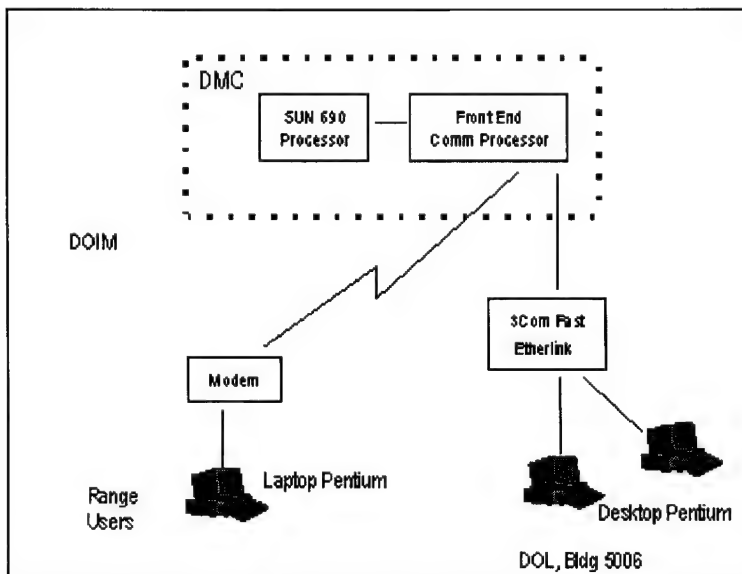 DMC
SUN 690
Processor
Front End
Comm Processor
DOIM
3Com Fast
Etherlink
Modem
Laptop Pentium
Range
Users
Desktop Pentium
DOL, Bldg 5006